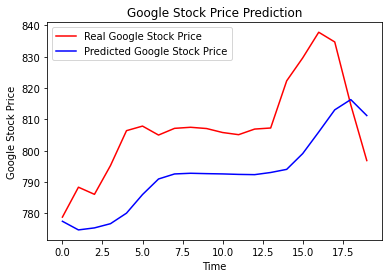 Google Stock Price Prediction
Real Google Stock Price
Predicted Google Stock Price
Google Stock Price
840
830
820
810
800
790
780
0.0 2.5 5.0 7.5 10.0 12.5 15.0 17.5
Time